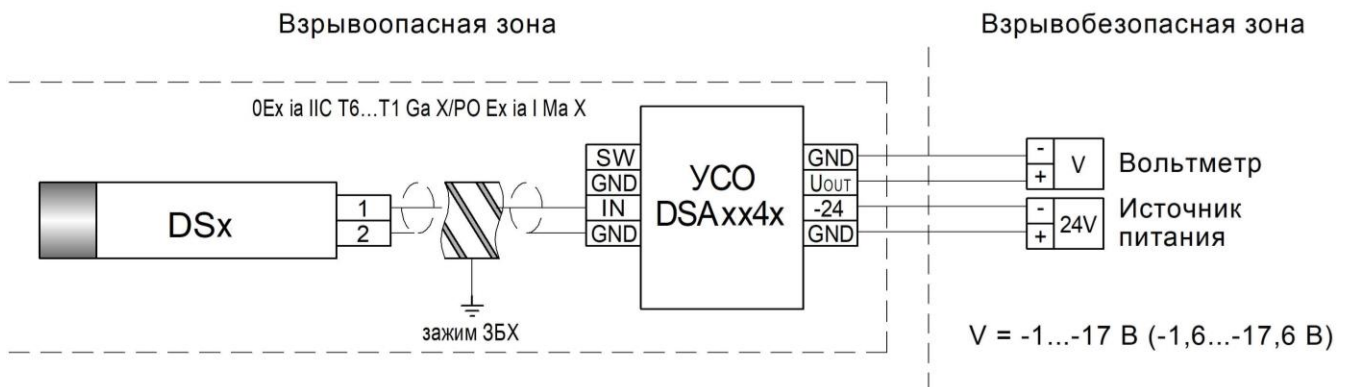 Взрывоопасная зона
Взрывобезопасная зона
0Ex ia IIC T6...T1 Ga X/PO Ex ia I Ma X
DSx
1
2
зажим ЗБХ
SW
GND
IN
GND
УСО
DSAxx4x
GND
UOUT
-24
GND
-
+
V
Вольтметр
-
+
24V
Источник
питания
V = -1...-17 В (-1,6...-17,6 В)